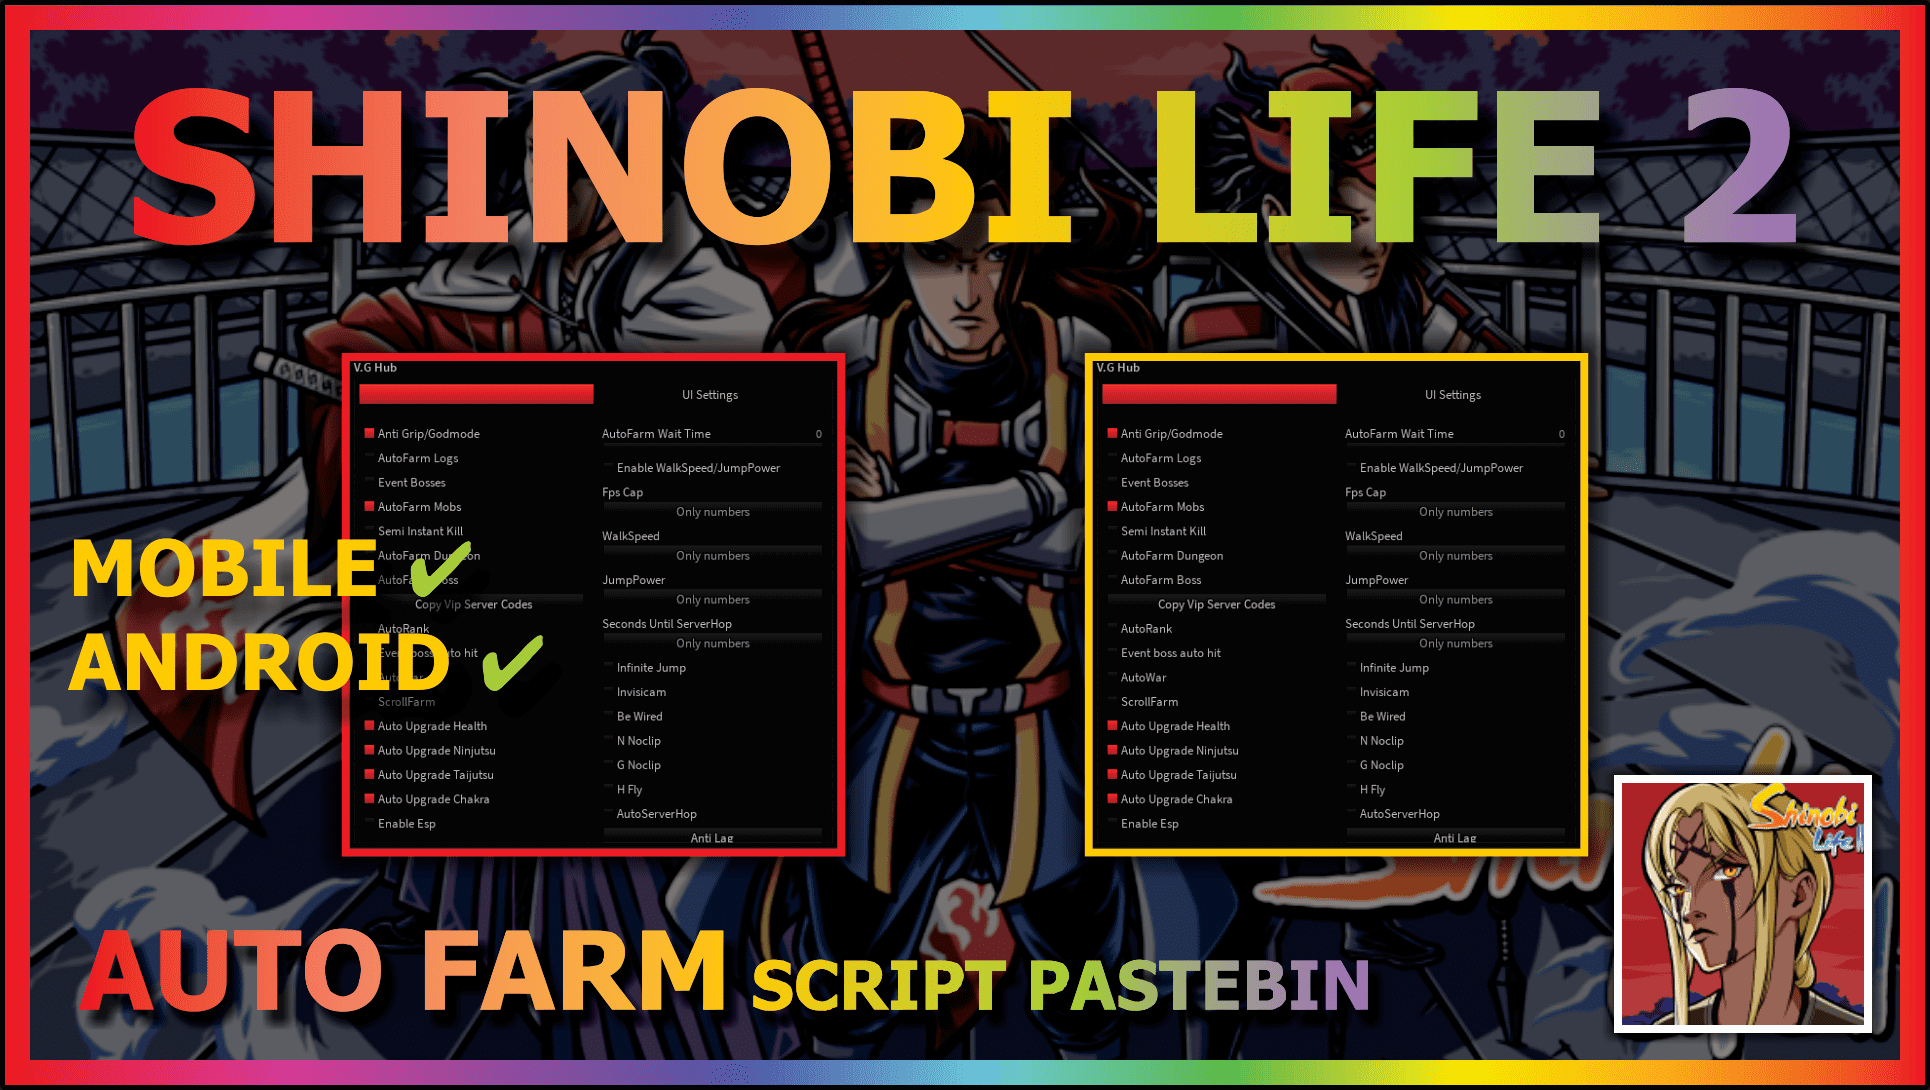 SHINOBI LIFE 2
V.G Hub
UI Settings
Anti Grip/Godmode
AutoFarm Logs
Event Bosses
AutoFarm Mobs
Semi Instant Kill
AutoFarm Dungeon
AutoFarm Boss
Copy Vip Server Codes
AutoRank
Event boss auto hit
AutoWar
ScrollFarm
Auto Upgrade Health
Auto Upgrade Ninjutsu
Auto Upgrade Taijutsu
Auto Upgrade Chakra
Enable Esp
AutoFarm Wait Time 0
Enable WalkSpeed/JumpPower
Fps Cap
Only numbers
WalkSpeed
Only numbers
JumpPower
Only numbers
Seconds Until ServerHop
Only numbers
Infinite Jump
Invisicam
Be Wired
N Noclip
G Noclip
H Fly
AutoServerHop
Anti Lag
V.G Hub
UI Settings
Anti Grip/Godmode
AutoFarm Logs
Event Bosses
AutoFarm Mobs
Semi Instant Kill
AutoFarm Dungeon
AutoFarm Boss
Copy Vip Server Codes
AutoRank
Event boss auto hit
AutoWar
ScrollFarm
Auto Upgrade Health
Auto Upgrade Ninjutsu
Auto Upgrade Taijutsu
Auto Upgrade Chakra
Enable Esp
AutoFarm Wait Time 0
Enable WalkSpeed/JumpPower
Fps Cap
Only numbers
WalkSpeed
Only numbers
JumpPower
Only numbers
Seconds Until ServerHop
Only numbers
Infinite Jump
Invisicam
Be Wired
N Noclip
G Noclip
H Fly
AutoServerHop
Anti Lag
MOBILE ✔
ANDROID ✔
Shinobi
Life
AUTO FARM SCRIPT PASTEBIN